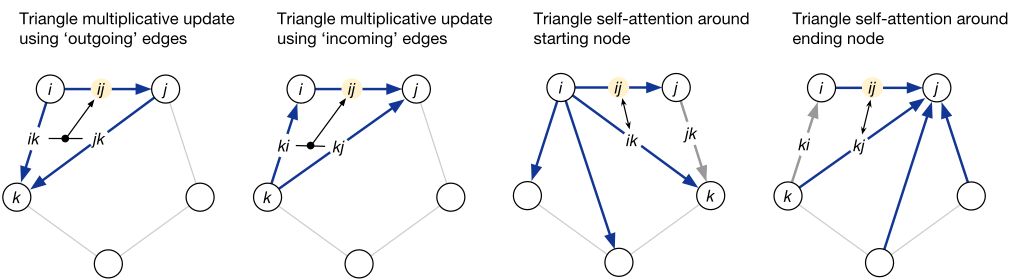 Triangle multiplicative update
using ‘outgoing’ edges
Triangle multiplicative update
using ‘incoming’ edges
Triangle self-attention around
starting node
Triangle self-attention around
ending node
i
ij
j
ik
jk
k
i
ij
j
ki
kj
k
i
ij
j
ik
jk
k
i
ij
j
ki
kj
k